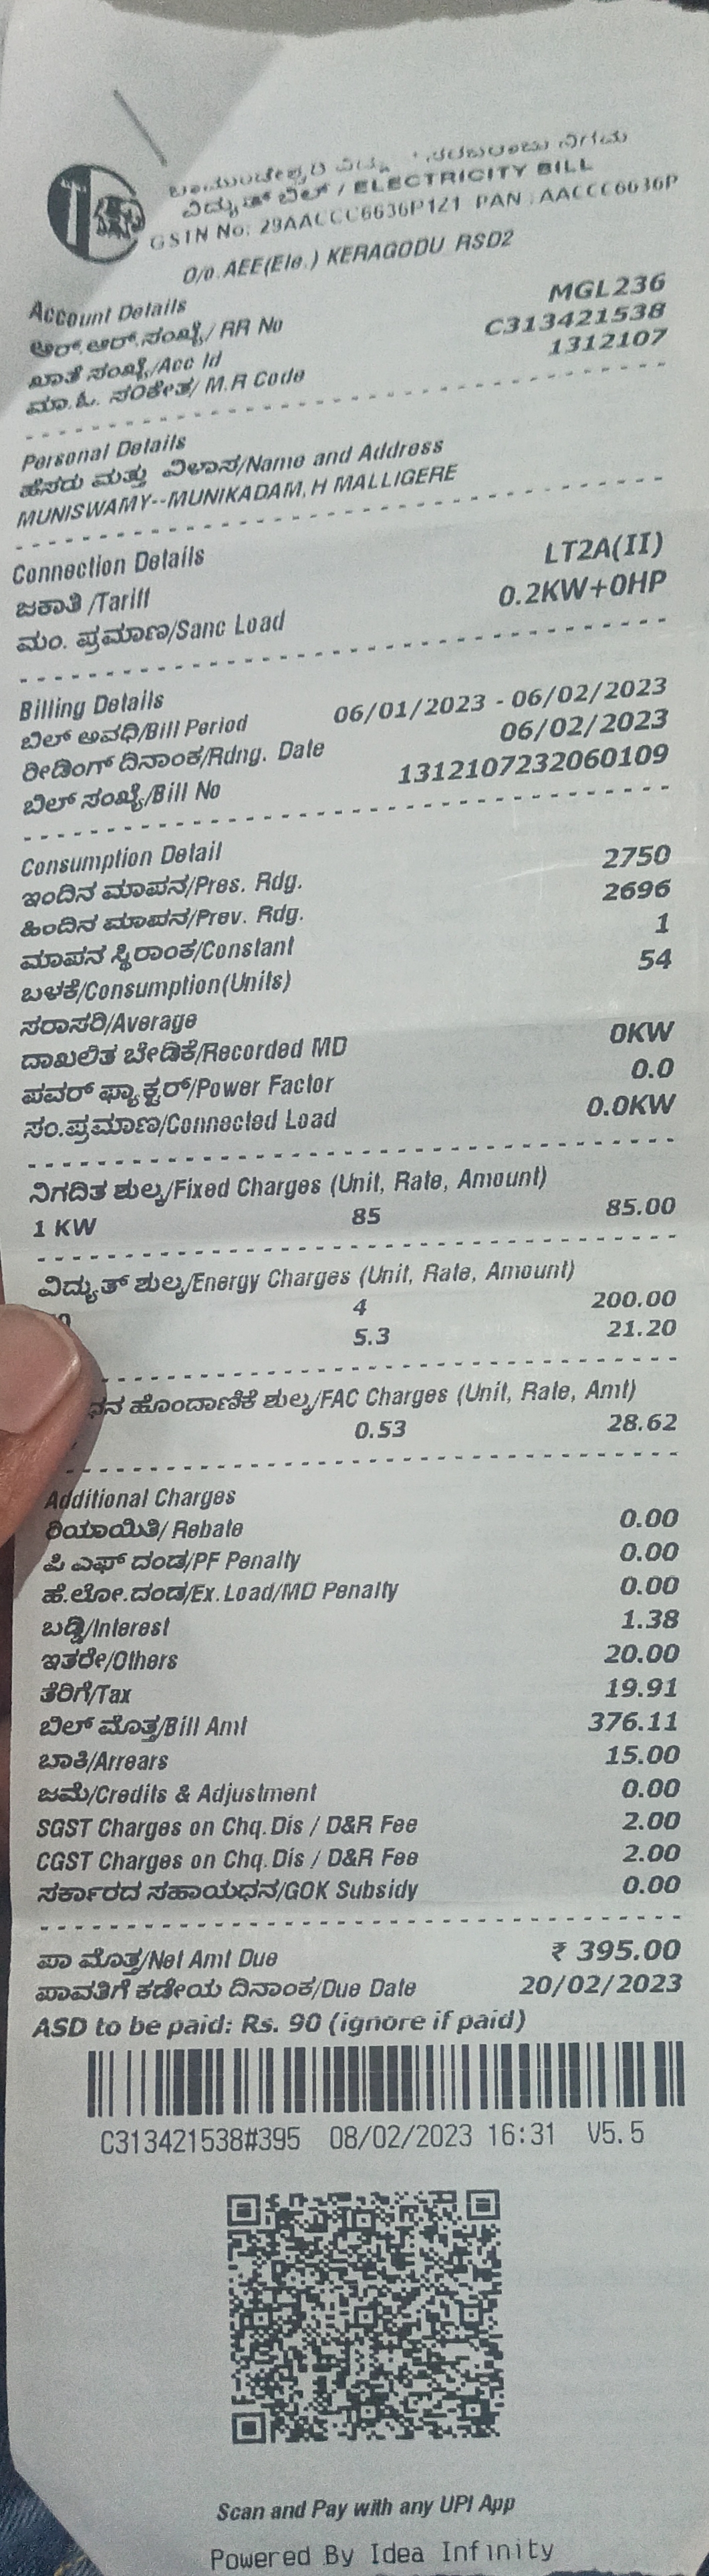 ವಿದ್ಯುತ್ ಬಿಲ್ / ELECTRICITY BILL
GSTIN No: 29AACCC6636P1Z1 PAN : AACCC6636P
O/o AEE(Ele.) KERAGODU RSD2
Account Details
ಆರ್.ಆರ್.ಸಂಖ್ಯೆ/ RR No MGL236
ಖಾತೆ ಸಂಖ್ಯೆ/Acc Id C313421538
ಮಾ.ಓ. ಸಂಕೇತ/ M.R Code 1312107
Personal Details
ಹೆಸರು ಮತ್ತು ವಿಳಾಸ/Name and Address
MUNISWAMY--MUNIKADAM,H MALLIGERE
Connection Details
ಜಕಾತಿ /Tariff LT2A(II)
ಮಂ. ಪ್ರಮಾಣ/Sanc Load 0.2KW+0HP
Billing Details
ಬಿಲ್ ಅವಧಿ/Bill Period 06/01/2023 - 06/02/2023
ರೀಡಿಂಗ್ ದಿನಾಂಕ/Rdng. Date 06/02/2023
ಬಿಲ್ ಸಂಖ್ಯೆ/Bill No 1312107232060109
Consumption Detail
ಇಂದಿನ ಮಾಪನ/Pres. Rdg. 2750
ಹಿಂದಿನ ಮಾಪನ/Prev. Rdg. 2696
ಮಾಪನ ಸ್ಥಿರಾಂಕ/Constant 1
ಬಳಕೆ/Consumption(Units) 54
ಸರಾಸರಿ/Average
ದಾಖಲಿತ ಬೇಡಿಕೆ/Recorded MD 0KW
ಪವರ್ ಫ್ಯಾಕ್ಟರ್/Power Factor 0.0
ಸಂ.ಪ್ರಮಾಣ/Connected Load 0.0KW
ನಿಗದಿತ ಶುಲ್ಕ/Fixed Charges (Unit, Rate, Amount)
1 KW 85 85.00
ವಿದ್ಯುತ್ ಶುಲ್ಕ/Energy Charges (Unit, Rate, Amount)
4 200.00
5.3 21.20
ಹೊಂದಾಣಿಕೆ ಶುಲ್ಕ/FAC Charges (Unit, Rate, Amt)
0.53 28.62
Additional Charges
ರಿಯಾಯಿತಿ/ Rebate 0.00
ಪಿ ಎಫ್ ದಂಡ/PF Penalty 0.00
ಹೆ.ಲೋ.ದಂಡ/Ex.Load/MD Penalty 0.00
ಬಡ್ಡಿ/Interest 1.38
ಇತರೇ/Others 20.00
ತೆರಿಗೆ/Tax 19.91
ಬಿಲ್ ಮೊತ್ತ/Bill Amt 376.11
ಬಾಕಿ/Arrears 15.00
ಜಮೆ/Credits & Adjustment 0.00
SGST Charges on Chq.Dis / D&R Fee 2.00
CGST Charges on Chq.Dis / D&R Fee 2.00
ಸರ್ಕಾರದ ಸಹಾಯಧನ/GOK Subsidy 0.00
ಪಾ ಮೊತ್ತ/Net Amt Due ₹ 395.00
ಪಾವತಿಗೆ ಕಡೇಯ ದಿನಾಂಕ/Due Date 20/02/2023
ASD to be paid: Rs. 90 (ignore if paid)
C313421538#395 08/02/2023 16:31 V5.5
Scan and Pay with any UPI App
Powered By Idea Infinity